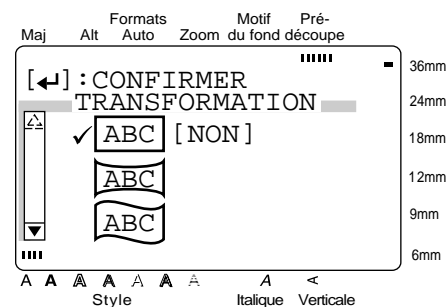 Formats Motif Pré-
Maj Alt Auto Zoom du fond découpe
36mm
[↵]:CONFIRMER
24mm
TRANSFORMATION
✓ ABC [NON]
18mm
ABC
12mm
ABC
9mm
6mm
A A A A A A A A <
Style Italique Verticale